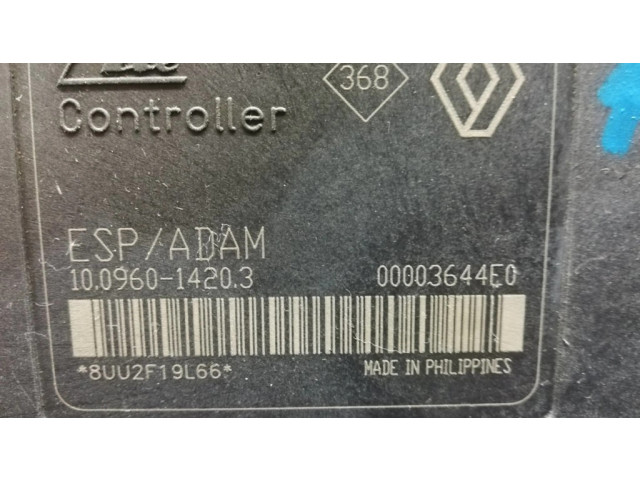 368
Controller
ESP/ADAM
10.0960-1420.3 00003644E0
*8UU2F19L66* MADE IN PHILIPPINES